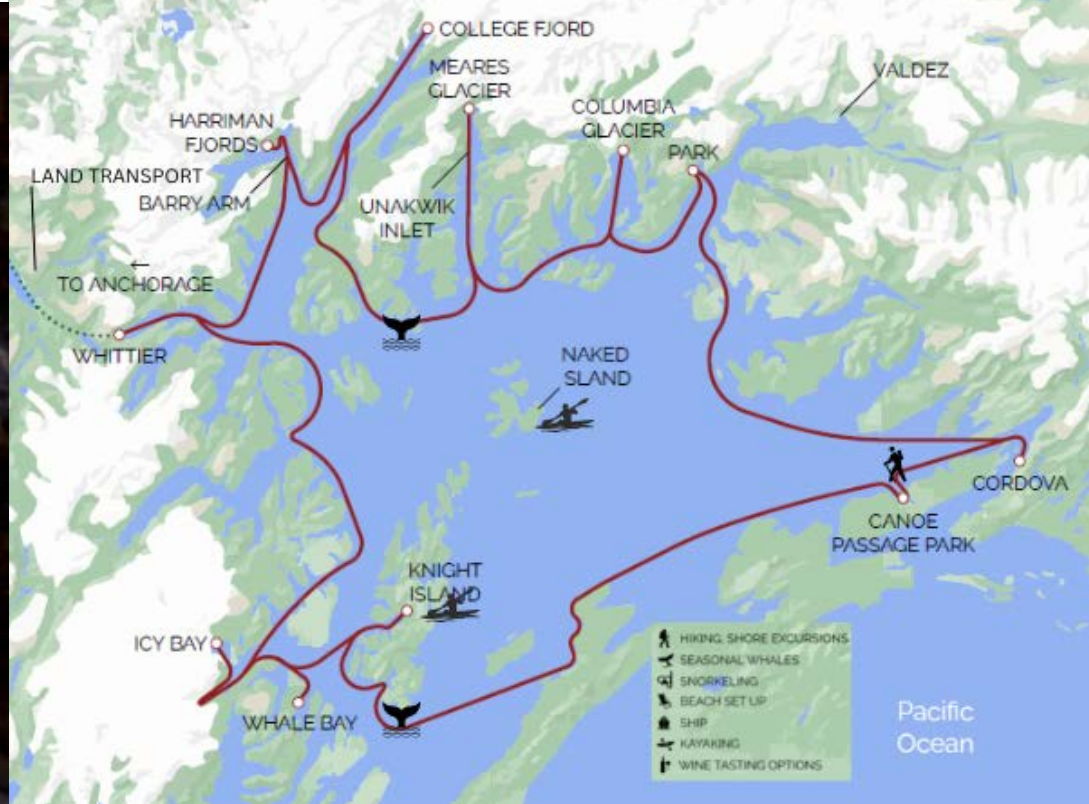 COLLEGE FJORD
MEARES
GLACIER
VALDEZ
COLUMBIA
GLACIER
HARRIMAN
FJORDS
PARK
LAND TRANSPORT
BARRY ARM
UNAKWIK
INLET
←
TO ANCHORAGE
WHITTIER
NAKED
SLAND
CORDOVA
CANOE
PASSAGE PARK
KNIGHT
ISLAND
ICY BAY
WHALE BAY
HIKING, SHORE EXCURSIONS
SEASONAL WHALES
SNORKELING
BEACH SET UP
SHIP
KAYAKING
WINE TASTING OPTIONS
Pacific
Ocean